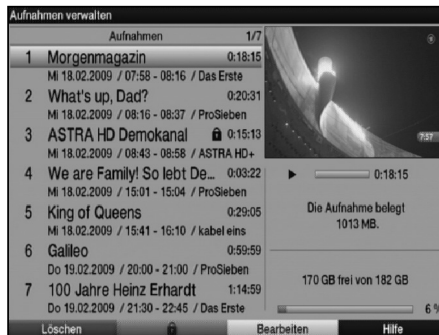 Aufnahmen verwalten
Aufnahmen 1/7
1 Morgenmagazin 0:18:15
Mi 18.02.2009 / 07:58 - 08:16 / Das Erste
2 What's up, Dad? 0:20:31
Mi 18.02.2009 / 08:16 - 08:37 / ProSieben
3 ASTRA HD Demokanal 0:15:13
Mi 18.02.2009 / 08:43 - 08:58 / ASTRA HD+
4 We are Family! So lebt De... 0:03:22
Mi 18.02.2009 / 15:01 - 15:04 / ProSieben
5 King of Queens 0:29:05
Mi 18.02.2009 / 15:41 - 16:10 / kabel eins
6 Galileo 0:59:59
Do 19.02.2009 / 20:00 - 21:00 / ProSieben
7 100 Jahre Heinz Erhardt 1:14:59
Do 19.02.2009 / 21:30 - 22:45 / Das Erste
7:57
0:18:15
Die Aufnahme belegt
1013 MB.
170 GB frei von 182 GB
6 %
Löschen Bearbeiten Hilfe